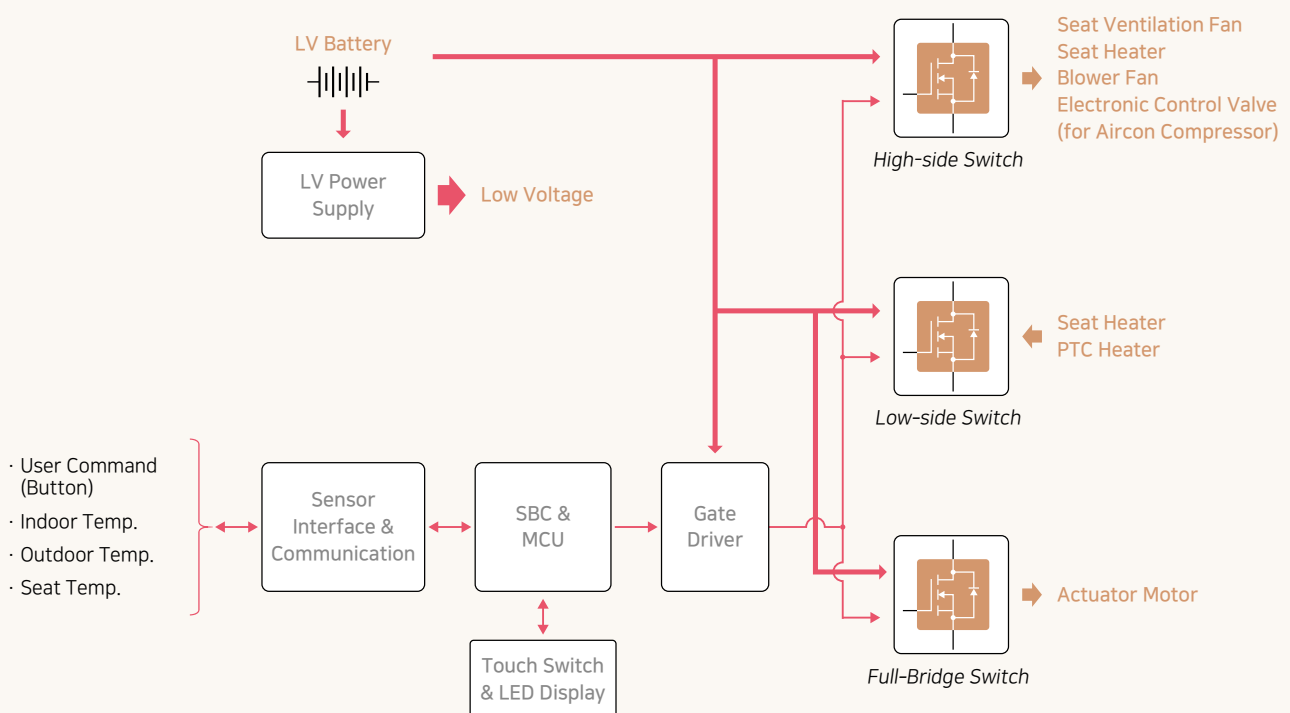 LV Battery
LV Power
Supply
Low Voltage
Seat Ventilation Fan
Seat Heater
Blower Fan
Electronic Control Valve
(for Aircon Compressor)
High-side Switch
Seat Heater
PTC Heater
Low-side Switch
· User Command
(Button)
· Indoor Temp.
· Outdoor Temp.
· Seat Temp.
Sensor
Interface &
Communication
SBC &
MCU
Gate
Driver
Touch Switch
& LED Display
Actuator Motor
Full-Bridge Switch